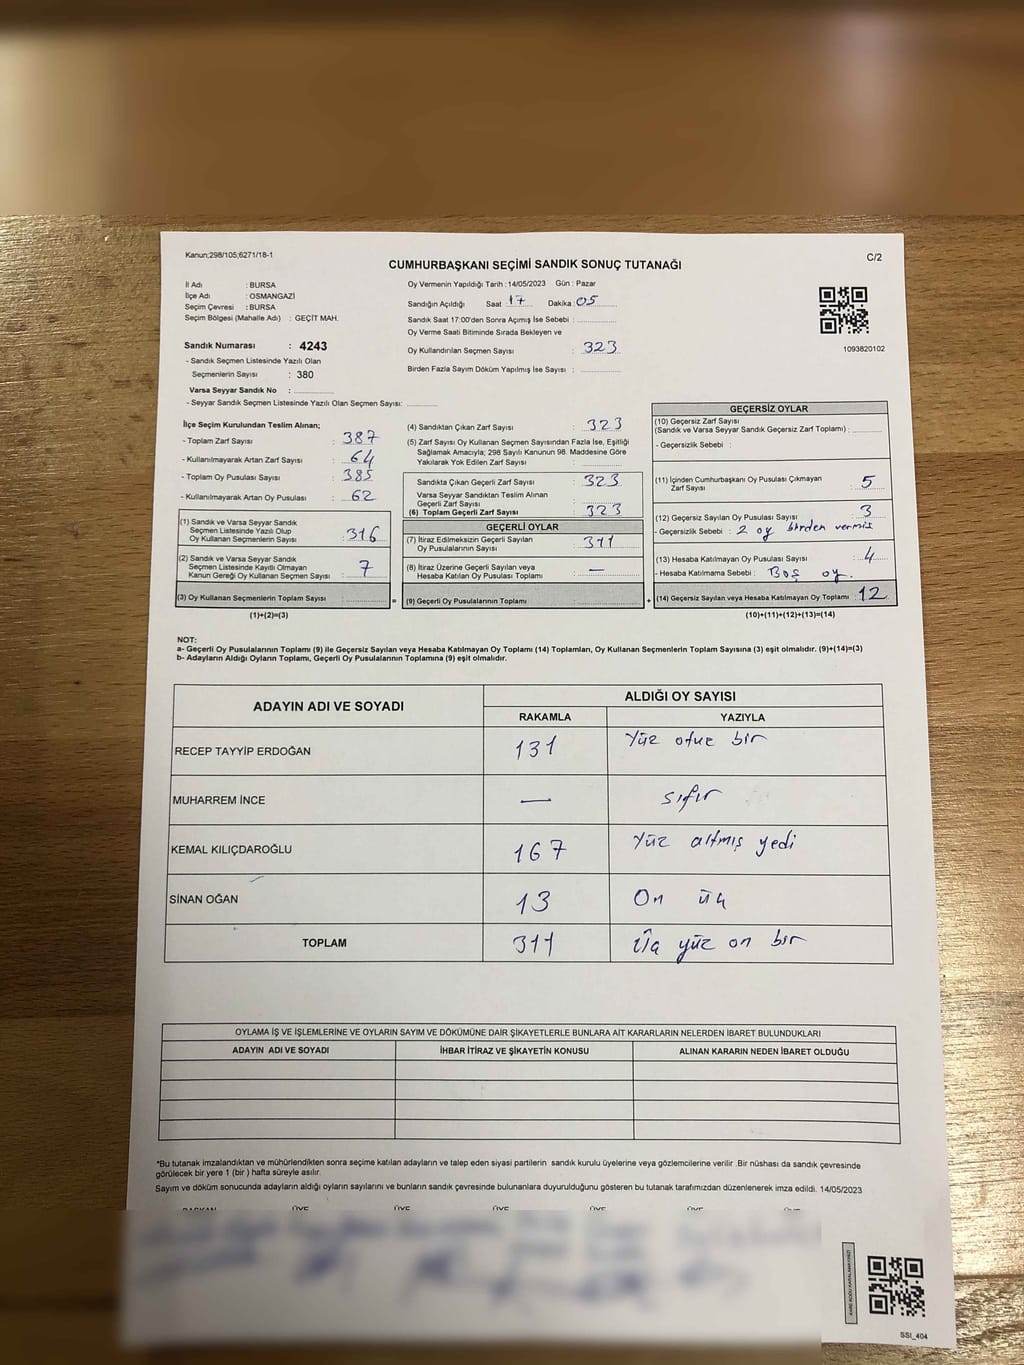 Kanun;298/105;6271/18-1
C/2
CUMHURBAŞKANI SEÇİMİ SANDIK SONUÇ TUTANAĞI
İl Adı : BURSA
İlçe Adı : OSMANGAZİ
Seçim Çevresi : BURSA
Seçim Bölgesi (Mahalle Adı) : GEÇİT MAH.
Sandık Numarası : 4243
- Sandık Seçmen Listesinde Yazılı Olan
Seçmenlerin Sayısı : 380
Varsa Seyyar Sandık No :
- Seyyar Sandık Seçmen Listesinde Yazılı Olan Seçmen Sayısı:
Oy Vermenin Yapıldığı Tarih : 14/05/2023 Gün : Pazar
Sandığın Açıldığı Saat 17 Dakika : 05
Sandık Saat 17:00'den Sonra Açımış İse Sebebi :
Oy Verme Saati Bitiminde Sırada Bekleyen ve
Oy Kullandırılan Seçmen Sayısı : 323
Birden Fazla Sayım Döküm Yapılmış İse Sayısı :
1093820102
İlçe Seçim Kurulundan Teslim Alınan;
- Toplam Zarf Sayısı : 387
- Kullanılmayarak Artan Zarf Sayısı : 64
- Toplam Oy Pusulası Sayısı : 385
- Kullanılmayarak Artan Oy Pusulası : 62
(1) Sandık ve Varsa Seyyar Sandık
Seçmen Listesinde Yazılı Olup
Oy Kullanan Seçmenlerin Sayısı : 316
(2) Sandık ve Varsa Seyyar Sandık
Seçmen Listesinde Kayıtlı Olmayan
Kanun Gereği Oy Kullanan Seçmen Sayısı : 7
(3) Oy Kullanan Seçmenlerin Toplam Sayısı :
(1)+(2)=(3)
(4) Sandıktan Çıkan Zarf Sayısı : 323
(5) Zarf Sayısı Oy Kullanan Seçmen Sayısından Fazla İse, Eşitliği
Sağlamak Amacıyla; 298 Sayılı Kanunun 98. Maddesine Göre
Yakılarak Yok Edilen Zarf Sayısı :
Sandıkta Çıkan Geçerli Zarf Sayısı : 323
Varsa Seyyar Sandıktan Teslim Alınan
Geçerli Zarf Sayısı :
(6) Toplam Geçerli Zarf Sayısı : 323
GEÇERLİ OYLAR
(7) İtiraz Edilmeksizin Geçerli Sayılan
Oy Pusulalarının Sayısı : 311
(8) İtiraz Üzerine Geçerli Sayılan veya
Hesaba Katılan Oy Pusulası Toplamı : —
= (9) Geçerli Oy Pusulalarının Toplamı :
GEÇERSİZ OYLAR
(10) Geçersiz Zarf Sayısı
(Sandık ve Varsa Seyyar Sandık Geçersiz Zarf Toplamı) :
- Geçersizlik Sebebi :
(11) İçinden Cumhurbaşkanı Oy Pusulası Çıkmayan
Zarf Sayısı : 5
(12) Geçersiz Sayılan Oy Pusulası Sayısı : 3
- Geçersizlik Sebebi : 2 oy birden vermiş
(13) Hesaba Katılmayan Oy Pusulası Sayısı : 4
- Hesaba Katılmama Sebebi : Boş oy.
+ (14) Geçersiz Sayılan veya Hesaba Katılmayan Oy Toplamı : 12
(10)+(11)+(12)+(13)=(14)
NOT:
a- Geçerli Oy Pusulalarının Toplamı (9) ile Geçersiz Sayılan veya Hesaba Katılmayan Oy Toplamı (14) Toplamları, Oy Kullanan Seçmenlerin Toplam Sayısına (3) eşit olmalıdır. (9)+(14)=(3)
b- Adayların Aldığı Oyların Toplamı, Geçerli Oy Pusulalarının Toplamına (9) eşit olmalıdır.
ADAYIN ADI VE SOYADI ALDIĞI OY SAYISI
RAKAMLA YAZIYLA
RECEP TAYYİP ERDOĞAN 131 Yüz otuz bir
MUHARREM İNCE — sıfır
KEMAL KILIÇDAROĞLU 167 Yüz altmış yedi
SİNAN OĞAN 13 On üç
TOPLAM 311 Üç yüz on bir
OYLAMA İŞ VE İŞLEMLERİNE VE OYLARIN SAYIM VE DÖKÜMÜNE DAİR ŞİKAYETLERLE BUNLARA AİT KARARLARIN NELERDEN İBARET BULUNDUKLARI
ADAYIN ADI VE SOYADI İHBAR İTİRAZ VE ŞİKAYETİN KONUSU ALINAN KARARIN NEDEN İBARET OLDUĞU
*Bu tutanak imzalandıktan ve mühürlendikten sonra seçime katılan adayların ve talep eden siyasi partilerin sandık kurulu üyelerine veya gözlemcilerine verilir .Bir nüshası da sandık çevresinde
görülecek bir yere 1 (bir ) hafta süreyle asılır.
Sayım ve döküm sonucunda adayların aldığı oyların sayılarını ve bunların sandık çevresinde bulunanlara duyurulduğunu gösteren bu tutanak tarafımızdan düzenlenerek imza edildi. 14/05/2023
BAŞKAN ÜYE ÜYE ÜYE ÜYE ÜYE ÜYE
KARE KODU KARALAMAYINIZ!
SSI_404